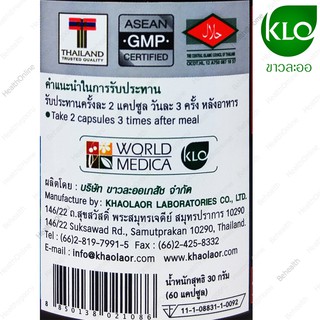 THAILAND
TRUSTED QUALITY
ASEAN
GMP
CERTIFIED
THE CENTRAL ISLAMIC COUNCIL OF THAILAND
KLO
ขาวละออ
คำแนะนำในการรับประทาน
รับประทานครั้งละ 2 แคปซูล วันละ 3 ครั้ง หลังอาหาร
• Take 2 capsules 3 times after meal
WORLD
MEDICA
KLO
ผลิตโดย : บริษัท ขาวละออเภสัช จำกัด
Manufacture by : KHAOLAOR LABORATORIES CO., LTD.
146/22 ถ.สุขสวัสดิ์ พระสมุทรเจดีย์ สมุทรปราการ 10290
146/22 Suksawad Rd., Samutprakan 10290, Thailand
Tel : (66)2-819-7991-5 Fax : (66)2-425-8332
E-mail : info@khaolaor.com
www.khaolaor.com
8 850138 021086
น้ำหนักสุทธิ 30 กรัม
(60 แคปซูล)
11-1-08831-1-0092